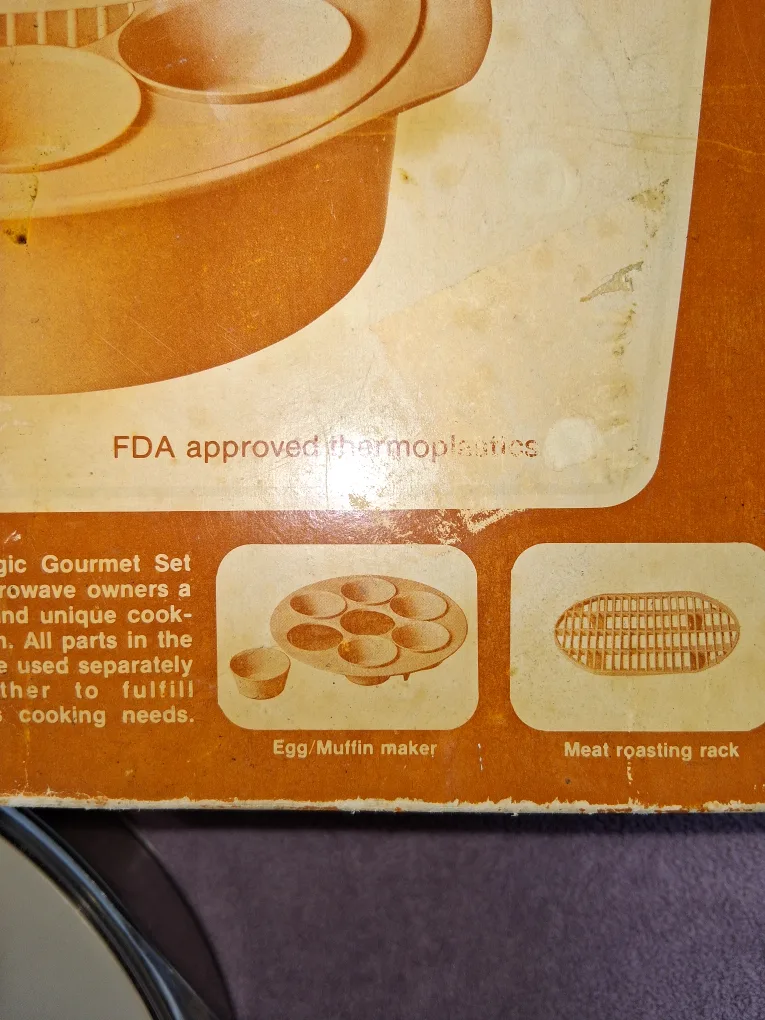 FDA approved thermoplastics
gic Gourmet Set
rowave owners a
nd unique cook-
n. All parts in the
e used separately
ther to fulfill
s cooking needs.
Egg/Muffin maker
Meat roasting rack